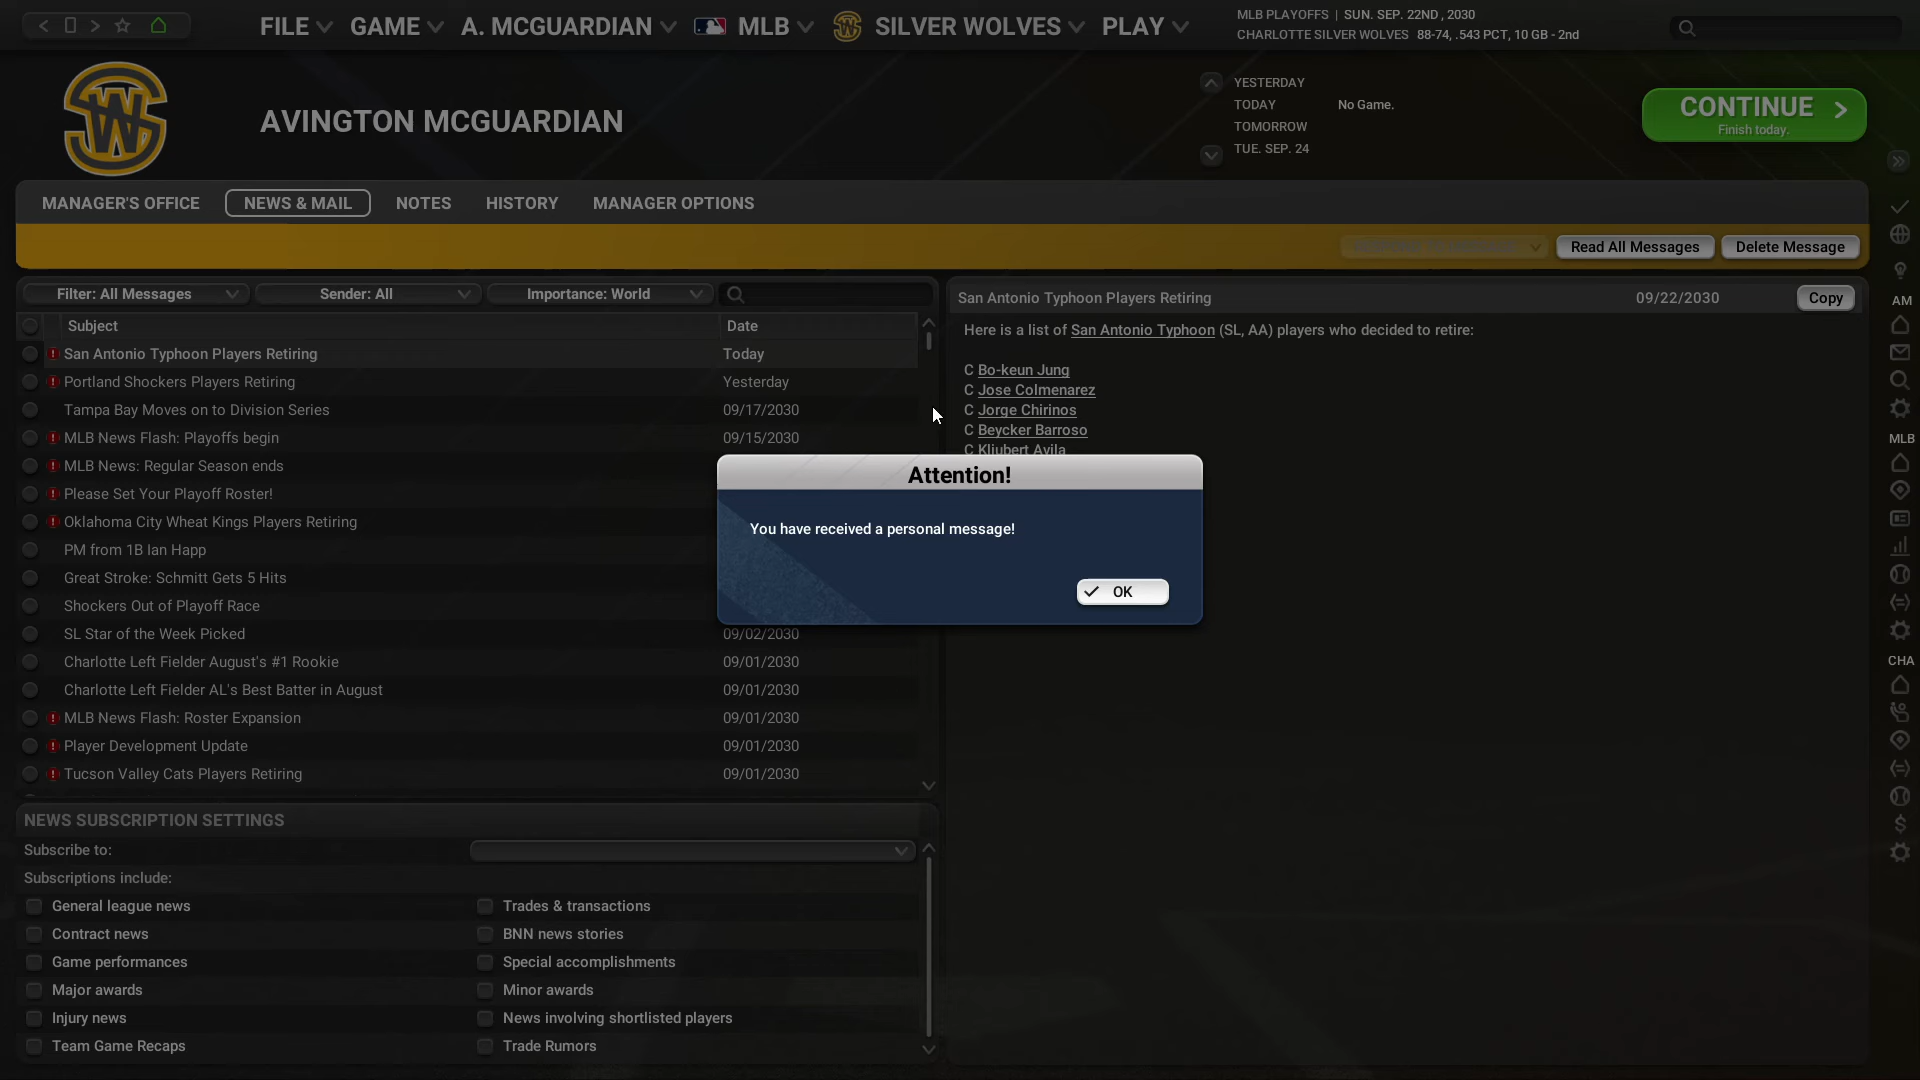 FILE GAME A. MCGUARDIAN MLB SILVER WOLVES PLAY
MLB PLAYOFFS | SUN. SEP. 22ND , 2030
CHARLOTTE SILVER WOLVES 88-74, .543 PCT, 10 GB - 2nd
AVINGTON MCGUARDIAN
YESTERDAY
TODAY No Game.
TOMORROW
TUE. SEP. 24
CONTINUE
Finish today.
MANAGER'S OFFICE NEWS & MAIL NOTES HISTORY MANAGER OPTIONS
Read All Messages Delete Message
Filter: All Messages Sender: All Importance: World
Subject Date
San Antonio Typhoon Players Retiring Today
Portland Shockers Players Retiring Yesterday
Tampa Bay Moves on to Division Series 09/17/2030
MLB News Flash: Playoffs begin 09/15/2030
MLB News: Regular Season ends
Please Set Your Playoff Roster!
Oklahoma City Wheat Kings Players Retiring
PM from 1B Ian Happ
Great Stroke: Schmitt Gets 5 Hits
Shockers Out of Playoff Race
SL Star of the Week Picked 09/02/2030
Charlotte Left Fielder August's #1 Rookie 09/01/2030
Charlotte Left Fielder AL's Best Batter in August 09/01/2030
MLB News Flash: Roster Expansion 09/01/2030
Player Development Update 09/01/2030
Tucson Valley Cats Players Retiring 09/01/2030
San Antonio Typhoon Players Retiring 09/22/2030 Copy
Here is a list of San Antonio Typhoon (SL, AA) players who decided to retire:
C Bo-keun Jung
C Jose Colmenarez
C Jorge Chirinos
C Beycker Barroso
C Kliubert Avila
Attention!
You have received a personal message!
OK
NEWS SUBSCRIPTION SETTINGS
Subscribe to:
Subscriptions include:
General league news Trades & transactions
Contract news BNN news stories
Game performances Special accomplishments
Major awards Minor awards
Injury news News involving shortlisted players
Team Game Recaps Trade Rumors
AM
MLB
CHA